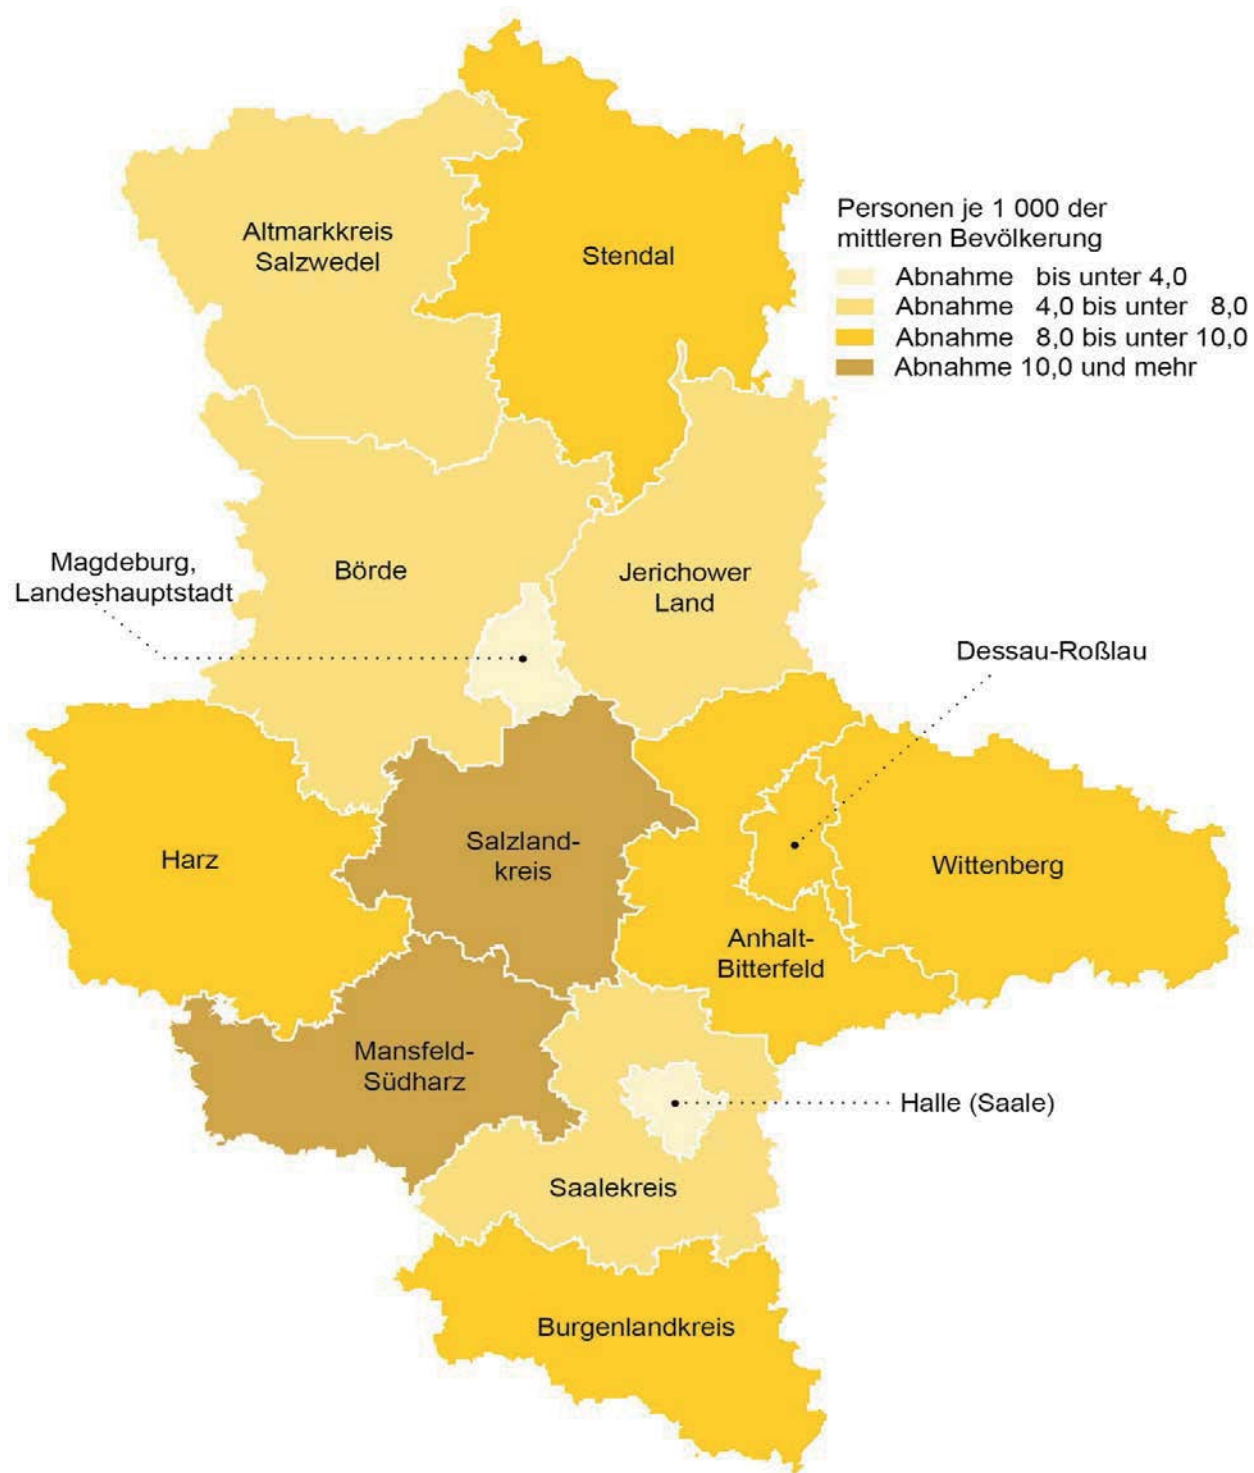 Altmarkkreis
Salzwedel
Stendal
Personen je 1 000 der
mittleren Bevölkerung
Abnahme bis unter 4,0
Abnahme 4,0 bis unter 8,0
Abnahme 8,0 bis unter 10,0
Abnahme 10,0 und mehr
Magdeburg,
Landeshauptstadt
Börde
Jerichower
Land
Dessau-Roßlau
Harz
Salzland-
kreis
Wittenberg
Anhalt-
Bitterfeld
Mansfeld-
Südharz
Halle (Saale)
Saalekreis
Burgenlandkreis